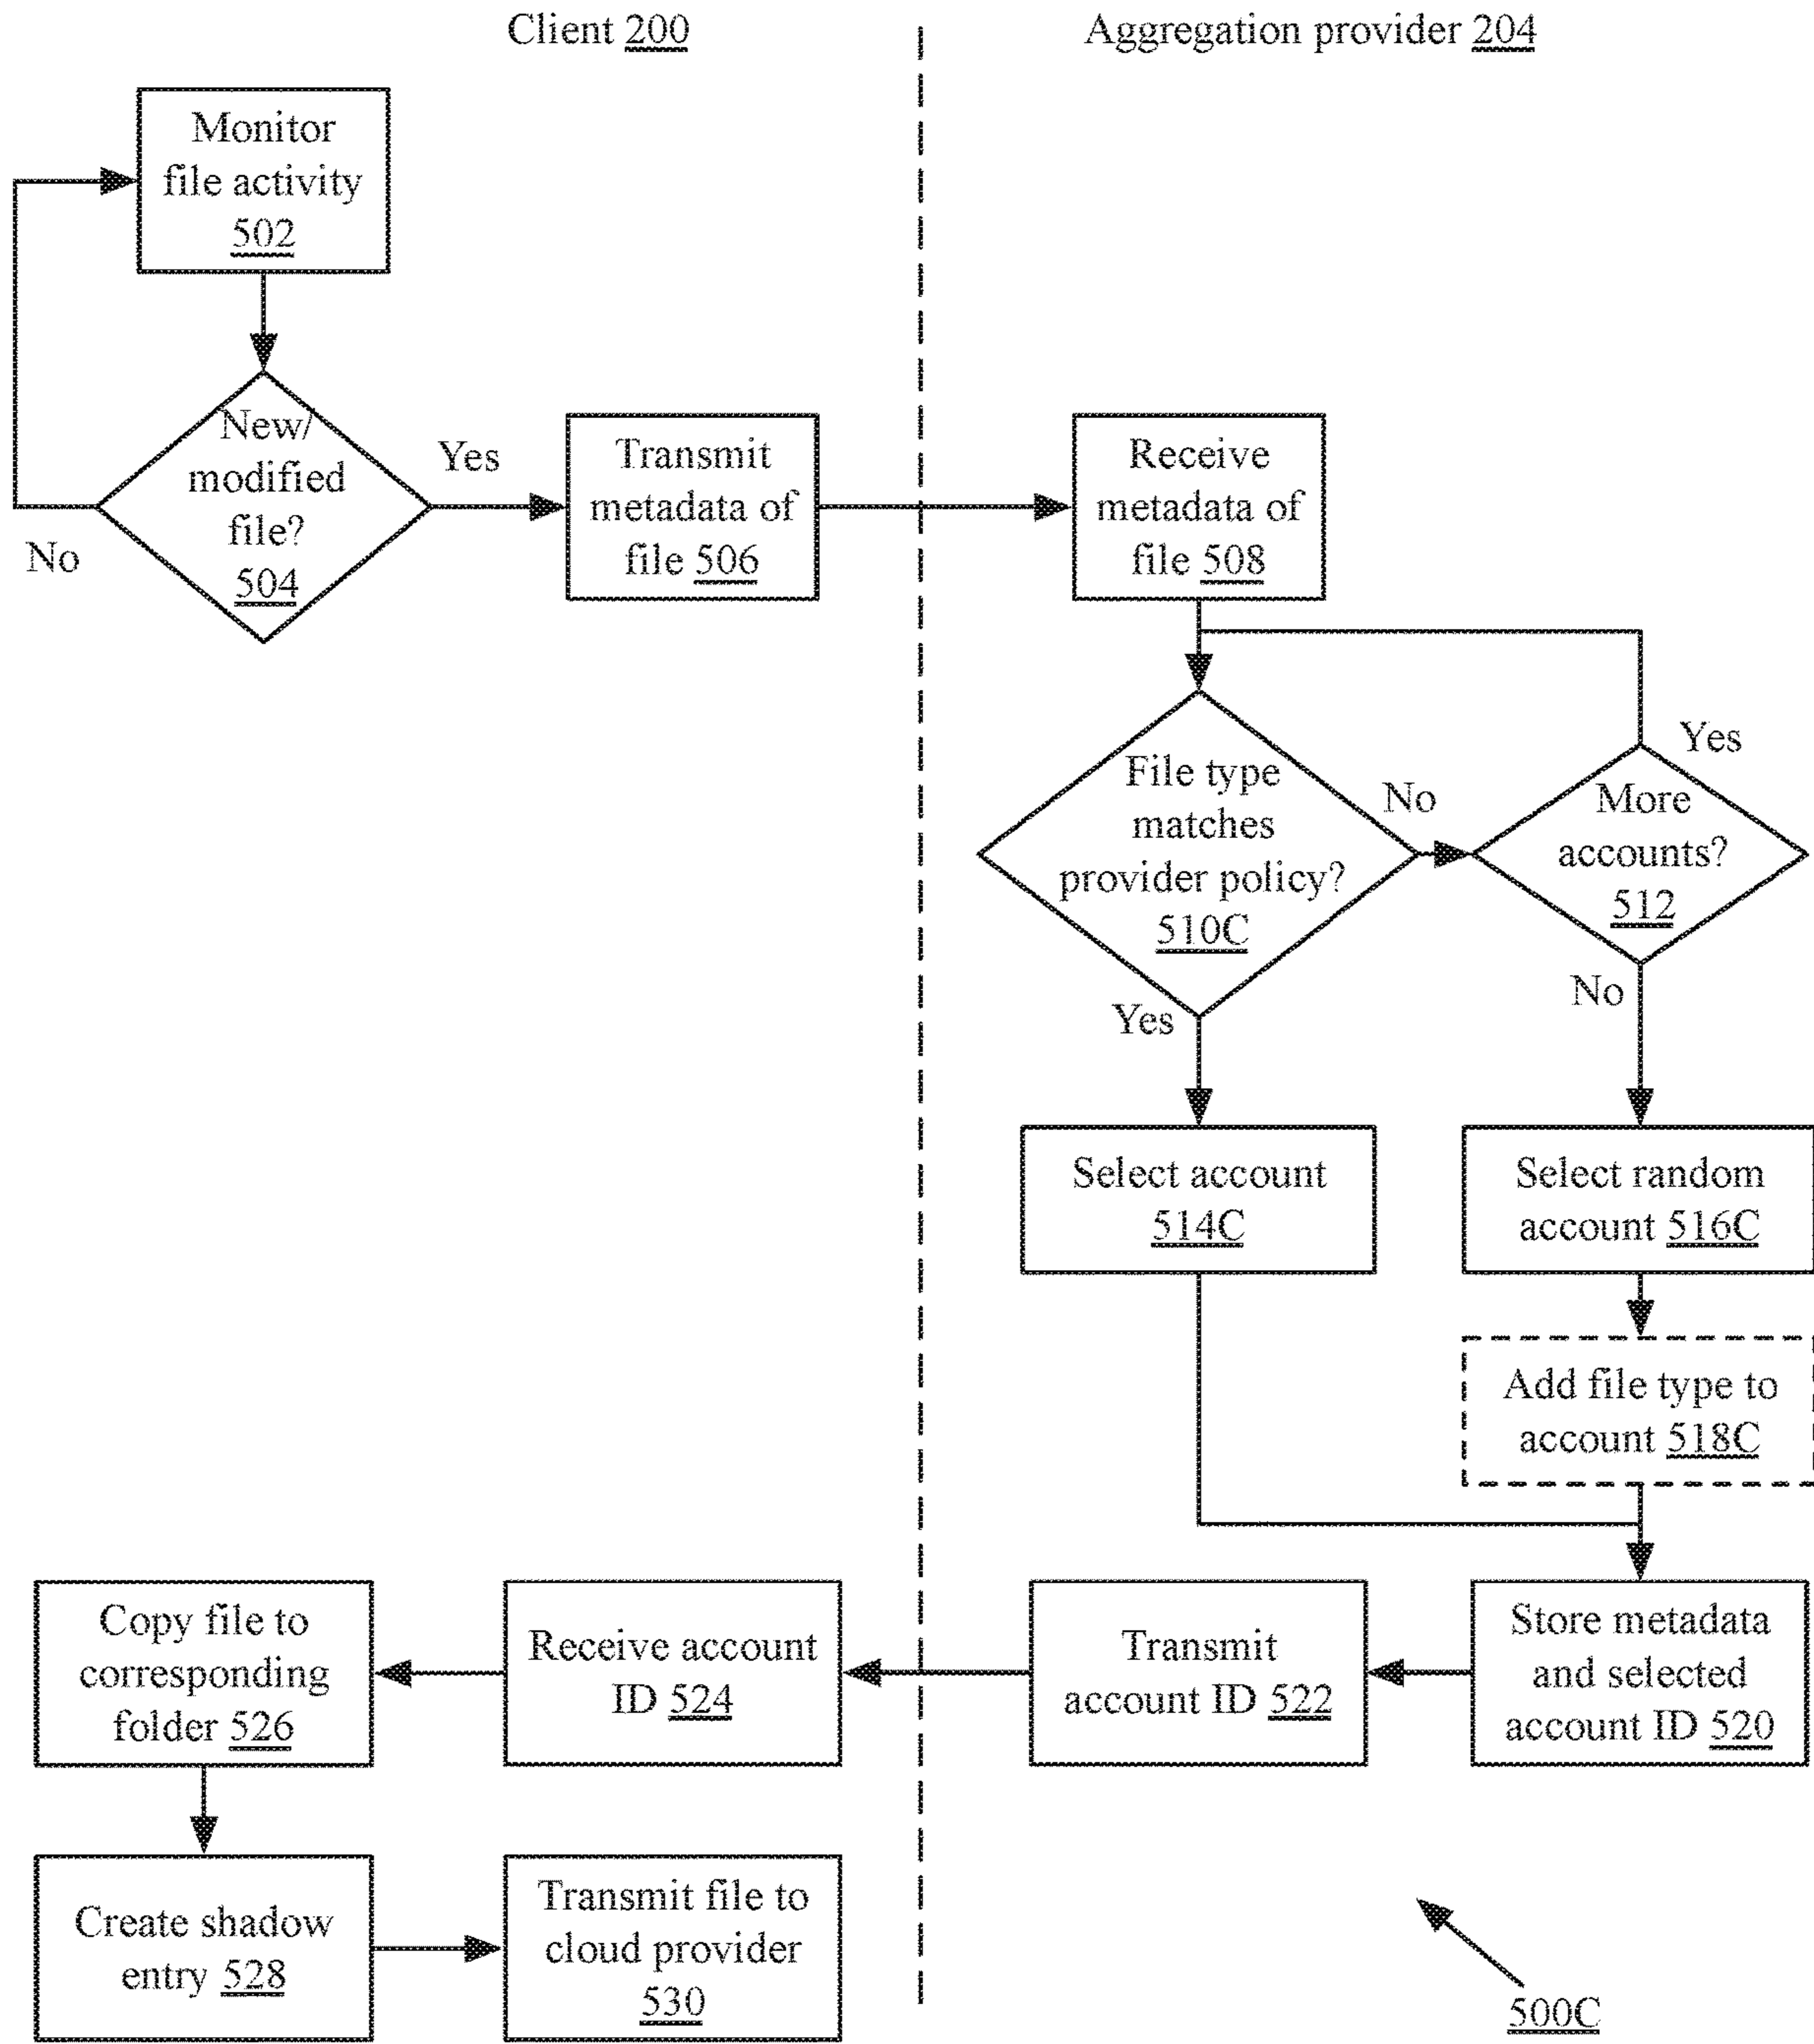 Client 200
Aggregation provider 204
Monitor
file activity
502
New/
modified
file?
504
Yes
No
Transmit
metadata of
file 506
Receive
metadata of
file 508
File type
matches
provider policy?
510C
No
Yes
More
accounts?
512
Yes
No
Select account
514C
Select random
account 516C
Add file type to
account 518C
Store metadata
and selected
account ID 520
Transmit
account ID 522
Receive account
ID 524
Copy file to
corresponding
folder 526
Create shadow
entry 528
Transmit file to
cloud provider
530
500C